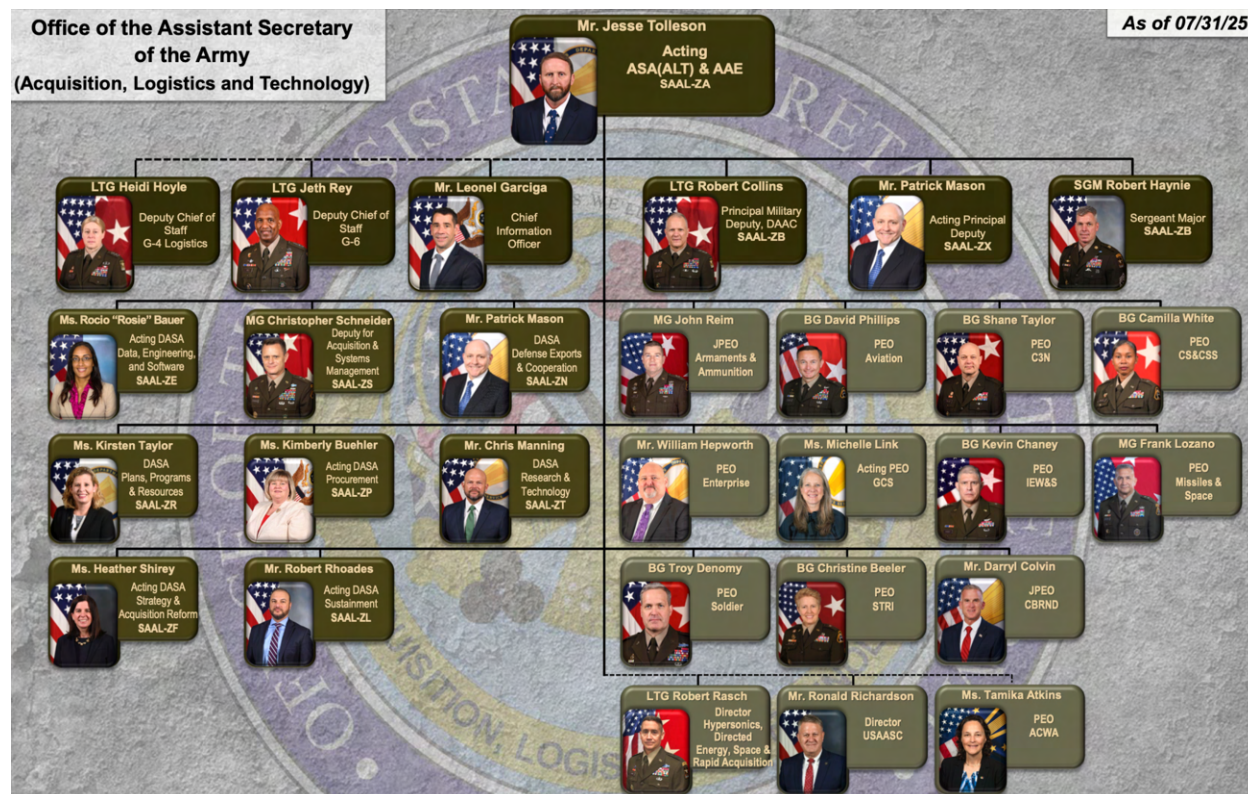 Office of the Assistant Secretary
of the Army
(Acquisition, Logistics and Technology)
Mr. Jesse Tolleson
Acting
ASA(ALT) & AAE
SAAL-ZA
As of 07/31/25
LTG Heidi Hoyle
Deputy Chief of
Staff
G-4 Logistics
LTG Jeth Rey
Deputy Chief of
Staff
G-6
Mr. Leonel Garciga
Chief
Information
Officer
LTG Robert Collins
Principal Military
Deputy, DAAC
SAAL-ZB
Mr. Patrick Mason
Acting Principal
Deputy
SAAL-ZX
SGM Robert Haynie
Sergeant Major
SAAL-ZB
Ms. Rocio “Rosie” Bauer
Acting DASA
Data, Engineering,
and Software
SAAL-ZE
MG Christopher Schneider
Deputy for
Acquisition &
Systems
Management
SAAL-ZS
Mr. Patrick Mason
DASA
Defense Exports
& Cooperation
SAAL-ZN
MG John Reim
JPEO
Armaments &
Ammunition
BG David Phillips
PEO
Aviation
BG Shane Taylor
PEO
C3N
BG Camilla White
PEO
CS&CSS
Ms. Kirsten Taylor
DASA
Plans, Programs
& Resources
SAAL-ZR
Ms. Kimberly Buehler
Acting DASA
Procurement
SAAL-ZP
Mr. Chris Manning
DASA
Research &
Technology
SAAL-ZT
Mr. William Hepworth
PEO
Enterprise
Ms. Michelle Link
Acting PEO
GCS
BG Kevin Chaney
PEO
IEW&S
MG Frank Lozano
PEO
Missiles &
Space
Ms. Heather Shirey
Acting DASA
Strategy &
Acquisition Reform
SAAL-ZF
Mr. Robert Rhoades
Acting DASA
Sustainment
SAAL-ZL
BG Troy Denomy
PEO
Soldier
BG Christine Beeler
PEO
STRI
Mr. Darryl Colvin
JPEO
CBRND
LTG Robert Rasch
Director
Hypersonics,
Directed
Energy, Space &
Rapid Acquisition
Mr. Ronald Richardson
Director
USAASC
Ms. Tamika Atkins
PEO
ACWA